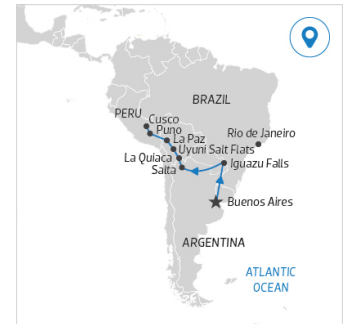 BRAZIL
PERU
Cusco
Puno
La Paz
Rio de Janeiro
Uyuni Salt Flats
La Quiaca
Iguazu Falls
Salta
Buenos Aires
ARGENTINA
ATLANTIC
OCEAN